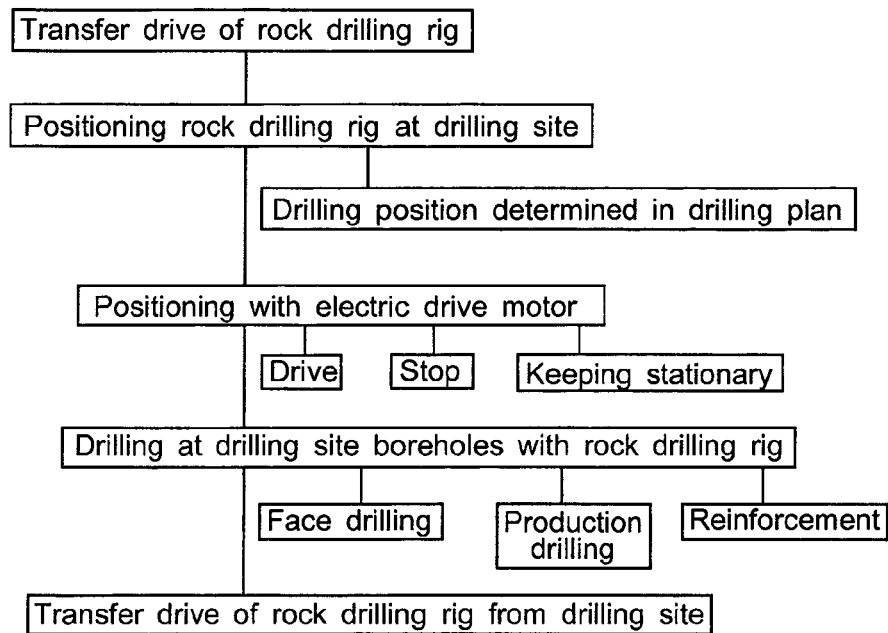 Transfer drive of rock drilling rig
Positioning rock drilling rig at drilling site
Drilling position determined in drilling plan
Positioning with electric drive motor
Drive
Stop
Keeping stationary
Drilling at drilling site boreholes with rock drilling rig
Face drilling
Production
drilling
Reinforcement
Transfer drive of rock drilling rig from drilling site